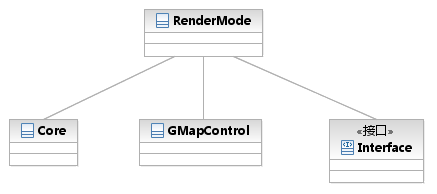 RenderMode
Core
GMapControl
«接口»
Interface